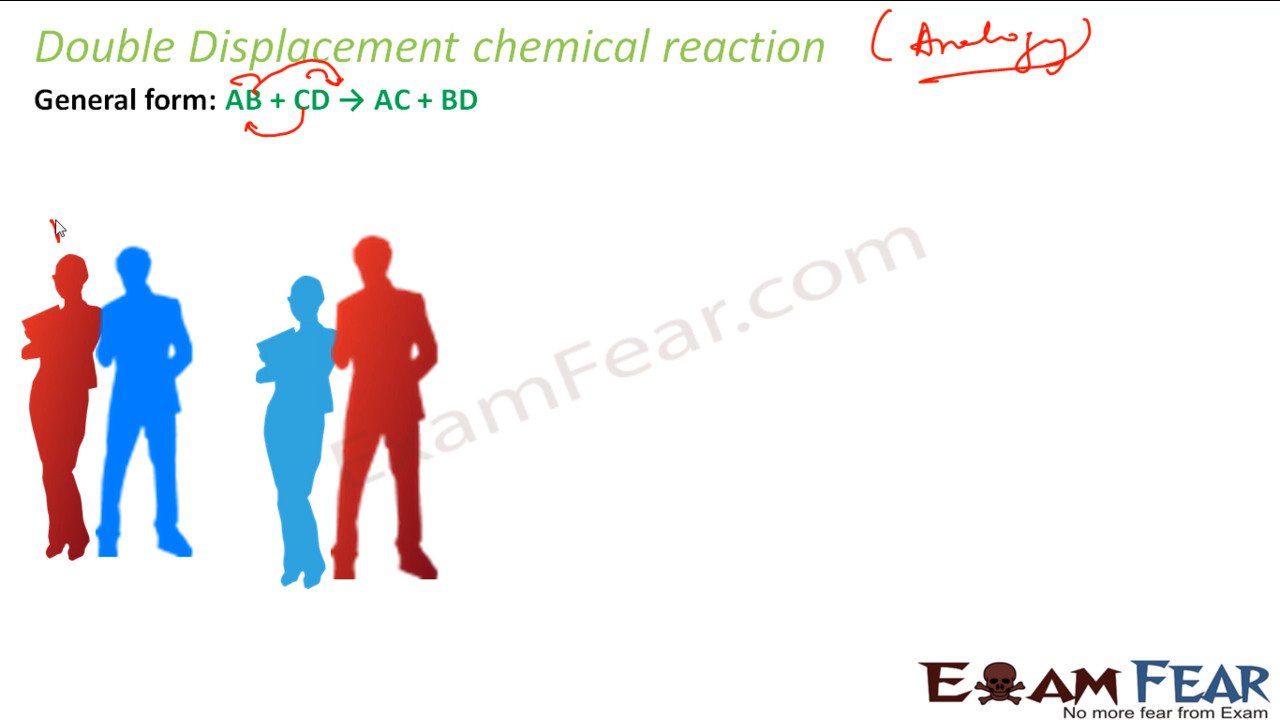 Double Displacement chemical reaction
(Analogy)
General form: AB + CD → AC + BD
ExamFear.com
EXAM FEAR
No more fear from Exam